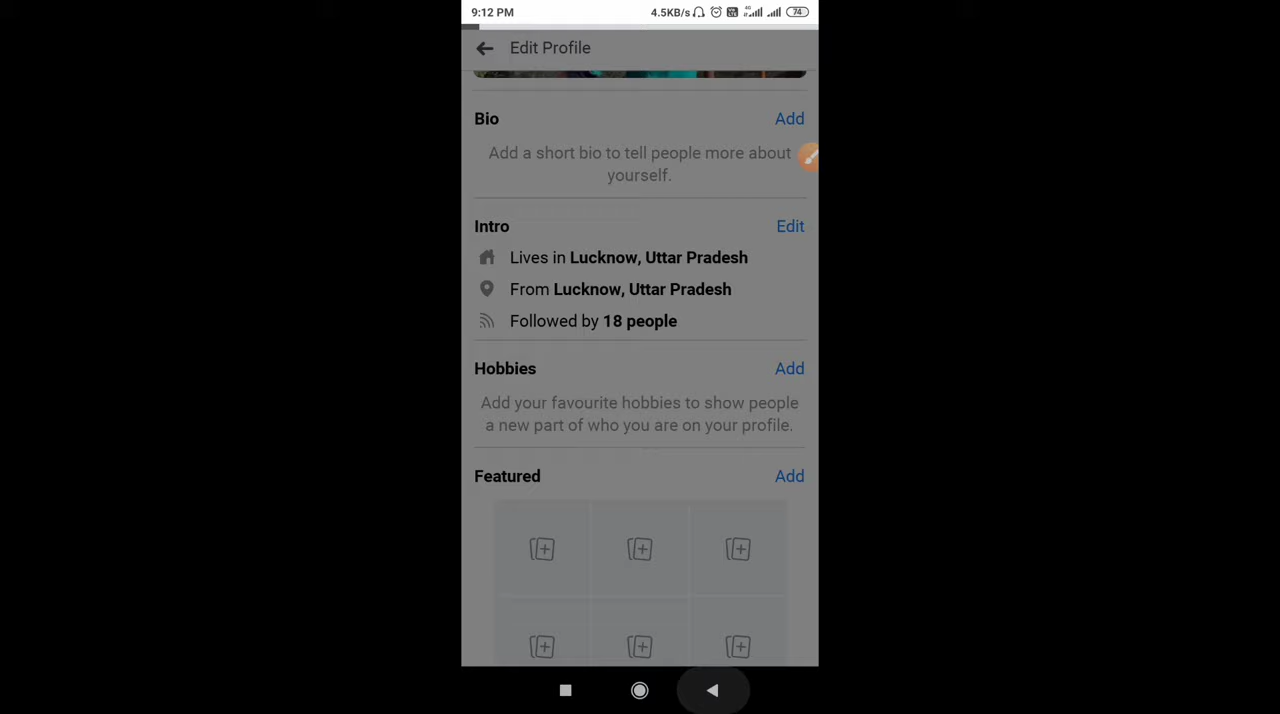 9:12 PM 4.5KB/s 4G 74
Edit Profile
Bio Add
Add a short bio to tell people more about
yourself.
Intro Edit
Lives in Lucknow, Uttar Pradesh
From Lucknow, Uttar Pradesh
Followed by 18 people
Hobbies Add
Add your favourite hobbies to show people
a new part of who you are on your profile.
Featured Add